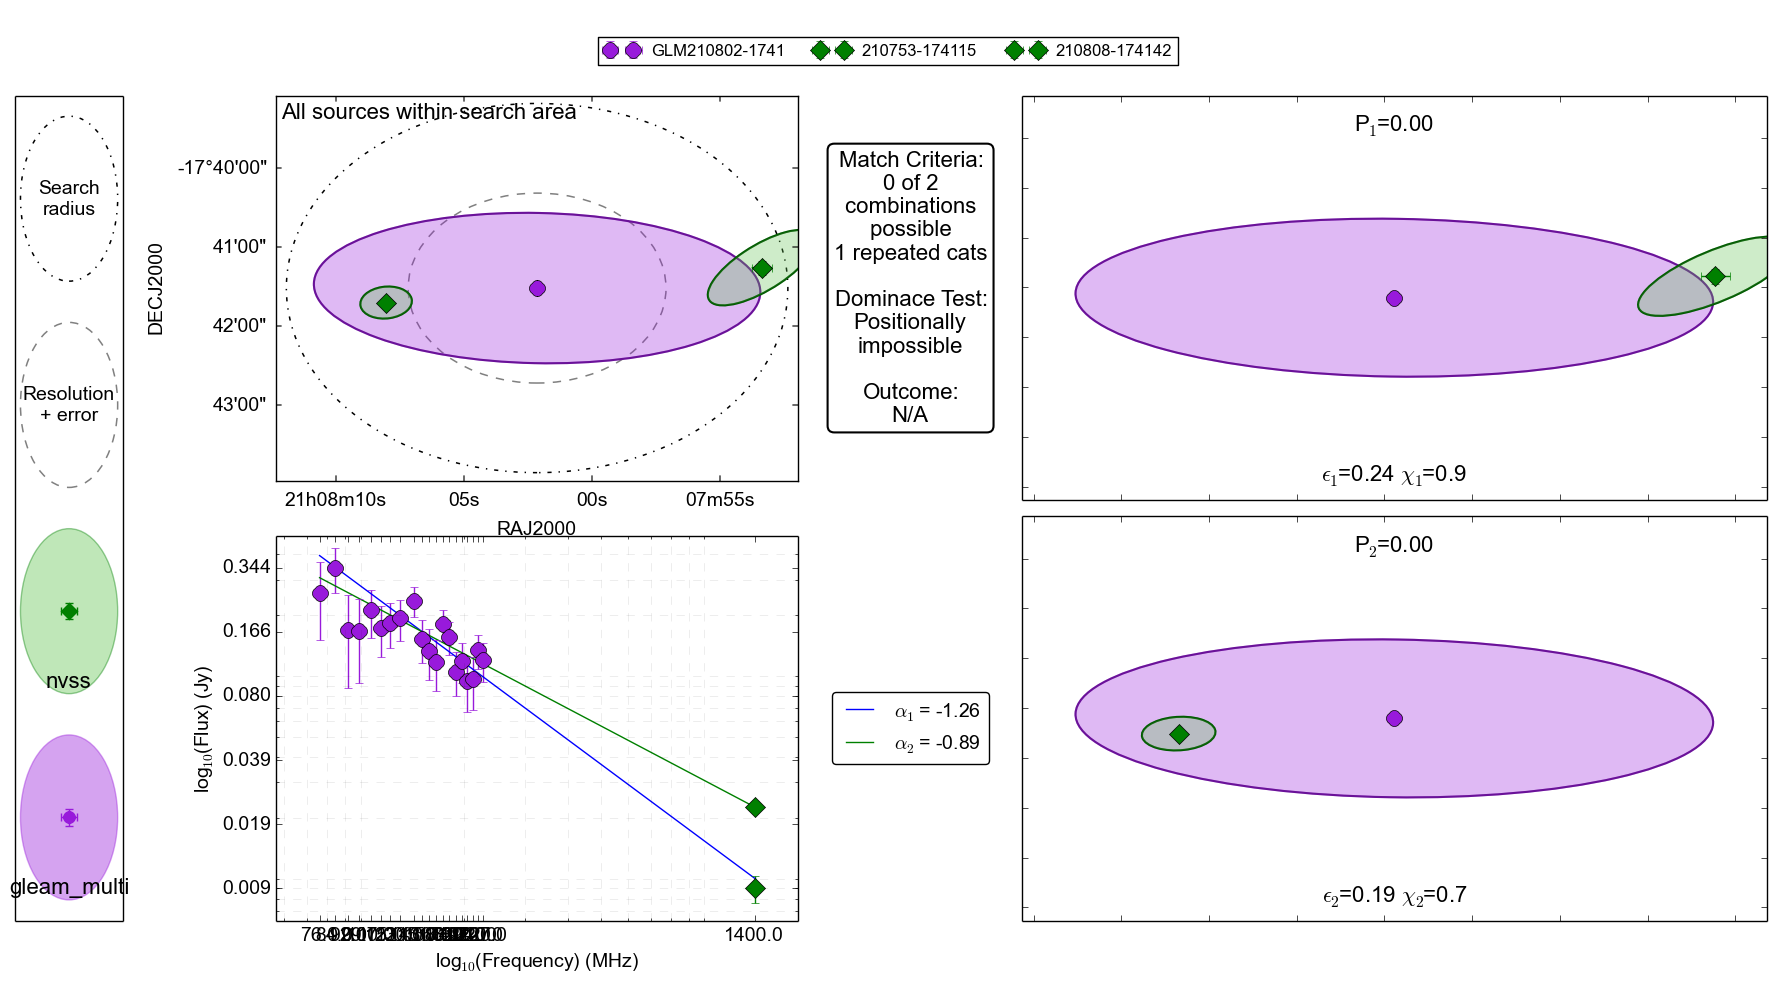 GLM210802-1741 210753-174115 210808-174142
Search
radius
Resolution
+ error
nvss
gleam_multi
All sources within search area
DECJ2000
-17°40'00"
41'00"
42'00"
43'00"
21h08m10s 05s 00s 07m55s
RAJ2000
Match Criteria:
0 of 2
combinations
possible
1 repeated cats
Dominace Test:
Positionally
impossible
Outcome:
N/A
P1=0.00
ϵ1=0.24 χ1=0.9
P2=0.00
ϵ2=0.19 χ2=0.7
log10(Flux) (Jy)
0.344
0.166
0.080
0.039
0.019
0.009
1400.0
log10(Frequency) (MHz)
α1 = -1.26
α2 = -0.89